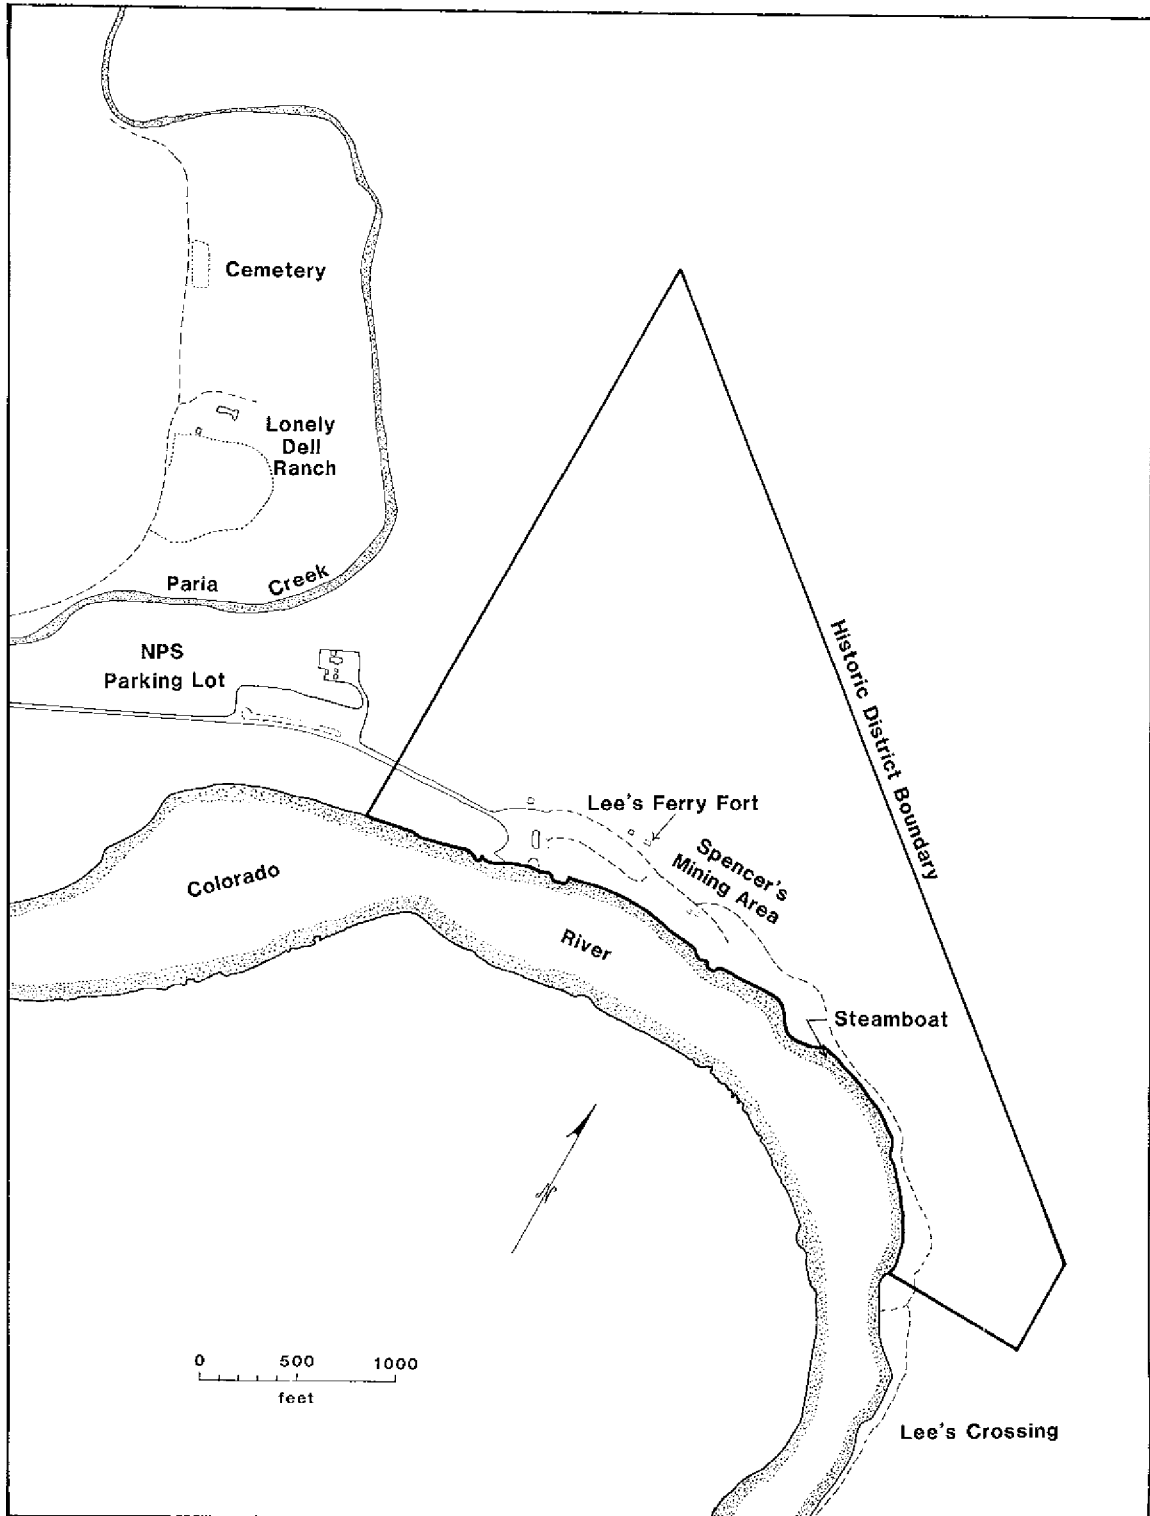 Cemetery
Lonely
Dell
Ranch
Paria Creek
NPS
Parking Lot
Historic District Boundary
Lee's Ferry Fort
Spencer's
Mining Area
Colorado
River
Steamboat
N
0 500 1000
feet
Lee's Crossing